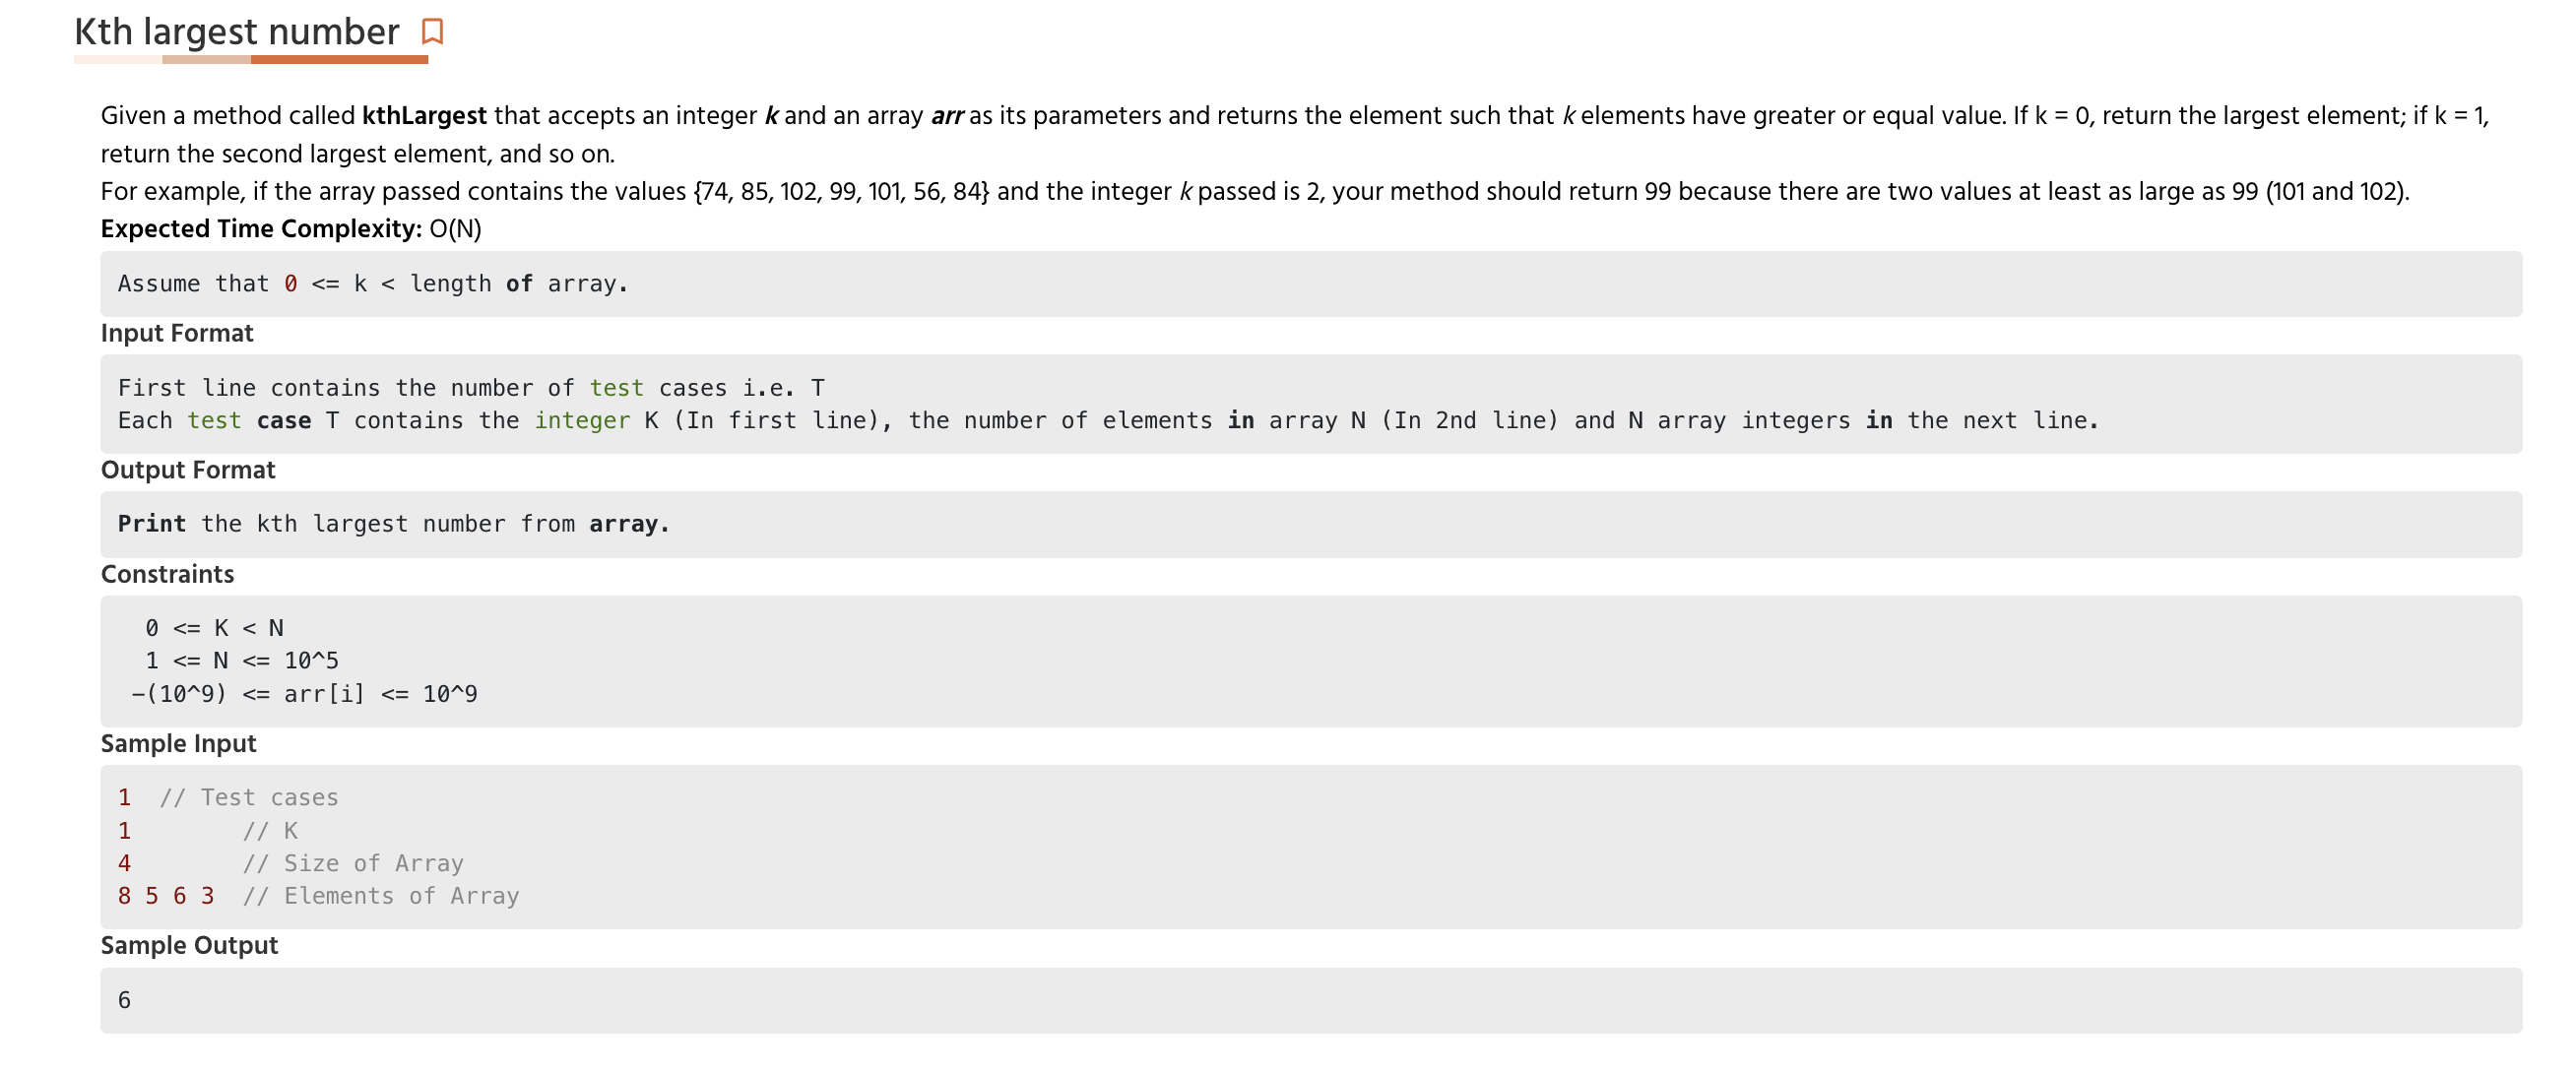 Kth largest number
Given a method called kthLargest that accepts an integer k and an array arr as its parameters and returns the element such that k elements have greater or equal value. If k = 0, return the largest element; if k = 1,
return the second largest element, and so on.
For example, if the array passed contains the values {74, 85, 102, 99, 101, 56, 84} and the integer k passed is 2, your method should return 99 because there are two values at least as large as 99 (101 and 102).
Expected Time Complexity: O(N)
Assume that 0 <= k < length of array.
Input Format
First line contains the number of test cases i.e. T
Each test case T contains the integer K (In first line), the number of elements in array N (In 2nd line) and N array integers in the next line.
Output Format
Print the kth largest number from array.
Constraints
0 <= K < N
1 <= N <= 10^5
−(10^9) <= arr[i] <= 10^9
Sample Input
1 // Test cases
1 // K
4 // Size of Array
8 5 6 3 // Elements of Array
Sample Output
6